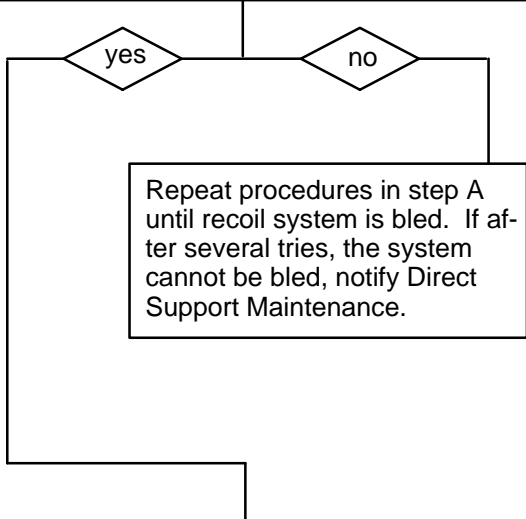 yes
no
Repeat procedures in step A
until recoil system is bled. If af-
ter several tries, the system
cannot be bled, notify Direct
Support Maintenance.